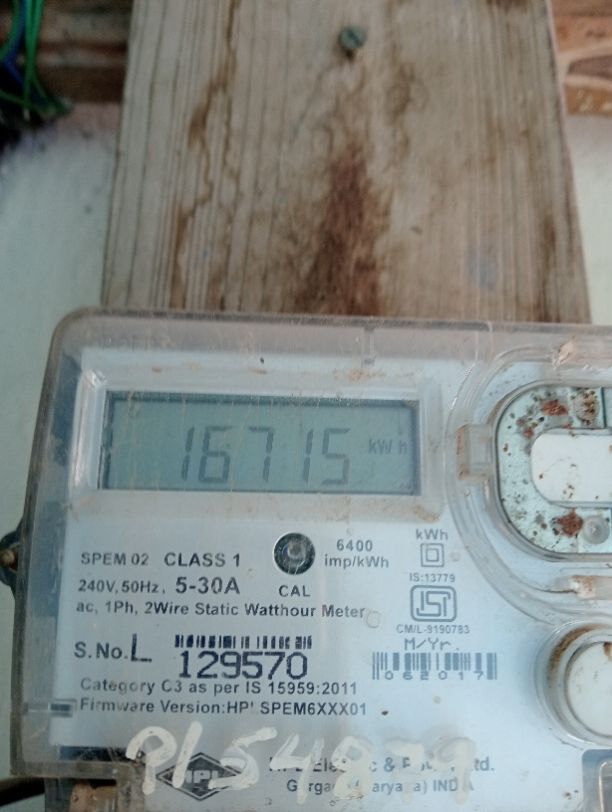 16715 kWh
SPEM 02 CLASS 1
6400
imp/kWh
kWh
240V, 50Hz, 5-30A
CAL
IS:13779
ac, 1Ph, 2Wire Static Watthour Meter
ISI
CM/L-9190783
M/Yr.
S.No. L 129570
062017
Category C3 as per IS 15959:2011
Firmware Version:HPL SPEM6XXX01
HPL
Ltd.
INDIA